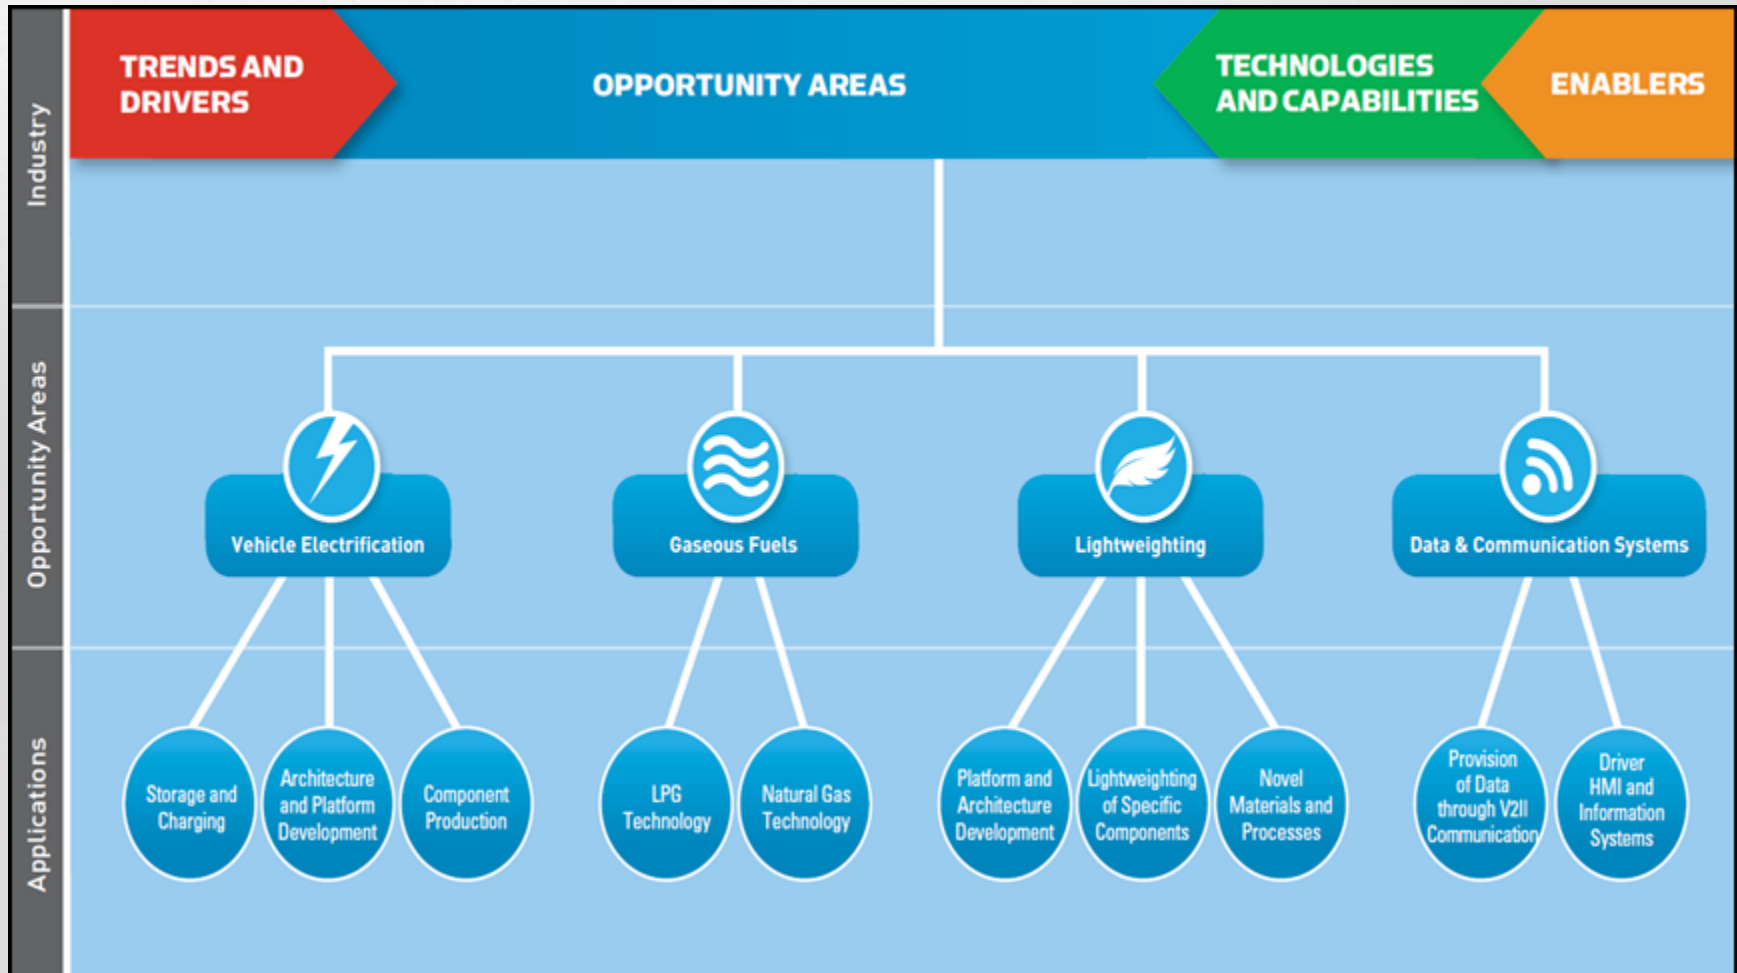 TRENDS AND
DRIVERS
OPPORTUNITY AREAS
TECHNOLOGIES
AND CAPABILITIES
ENABLERS
Industry
Opportunity Areas
Vehicle Electrification
Gaseous Fuels
Lightweighting
Data & Communication Systems
Applications
Storage and
Charging
Architecture
and Platform
Development
Component
Production
LPG
Technology
Natural Gas
Technology
Platform and
Architecture
Development
Lightweighting
of Specific
Components
Novel
Materials and
Processes
Provision
of Data
through V2II
Communication
Driver
HMI and
Information
Systems